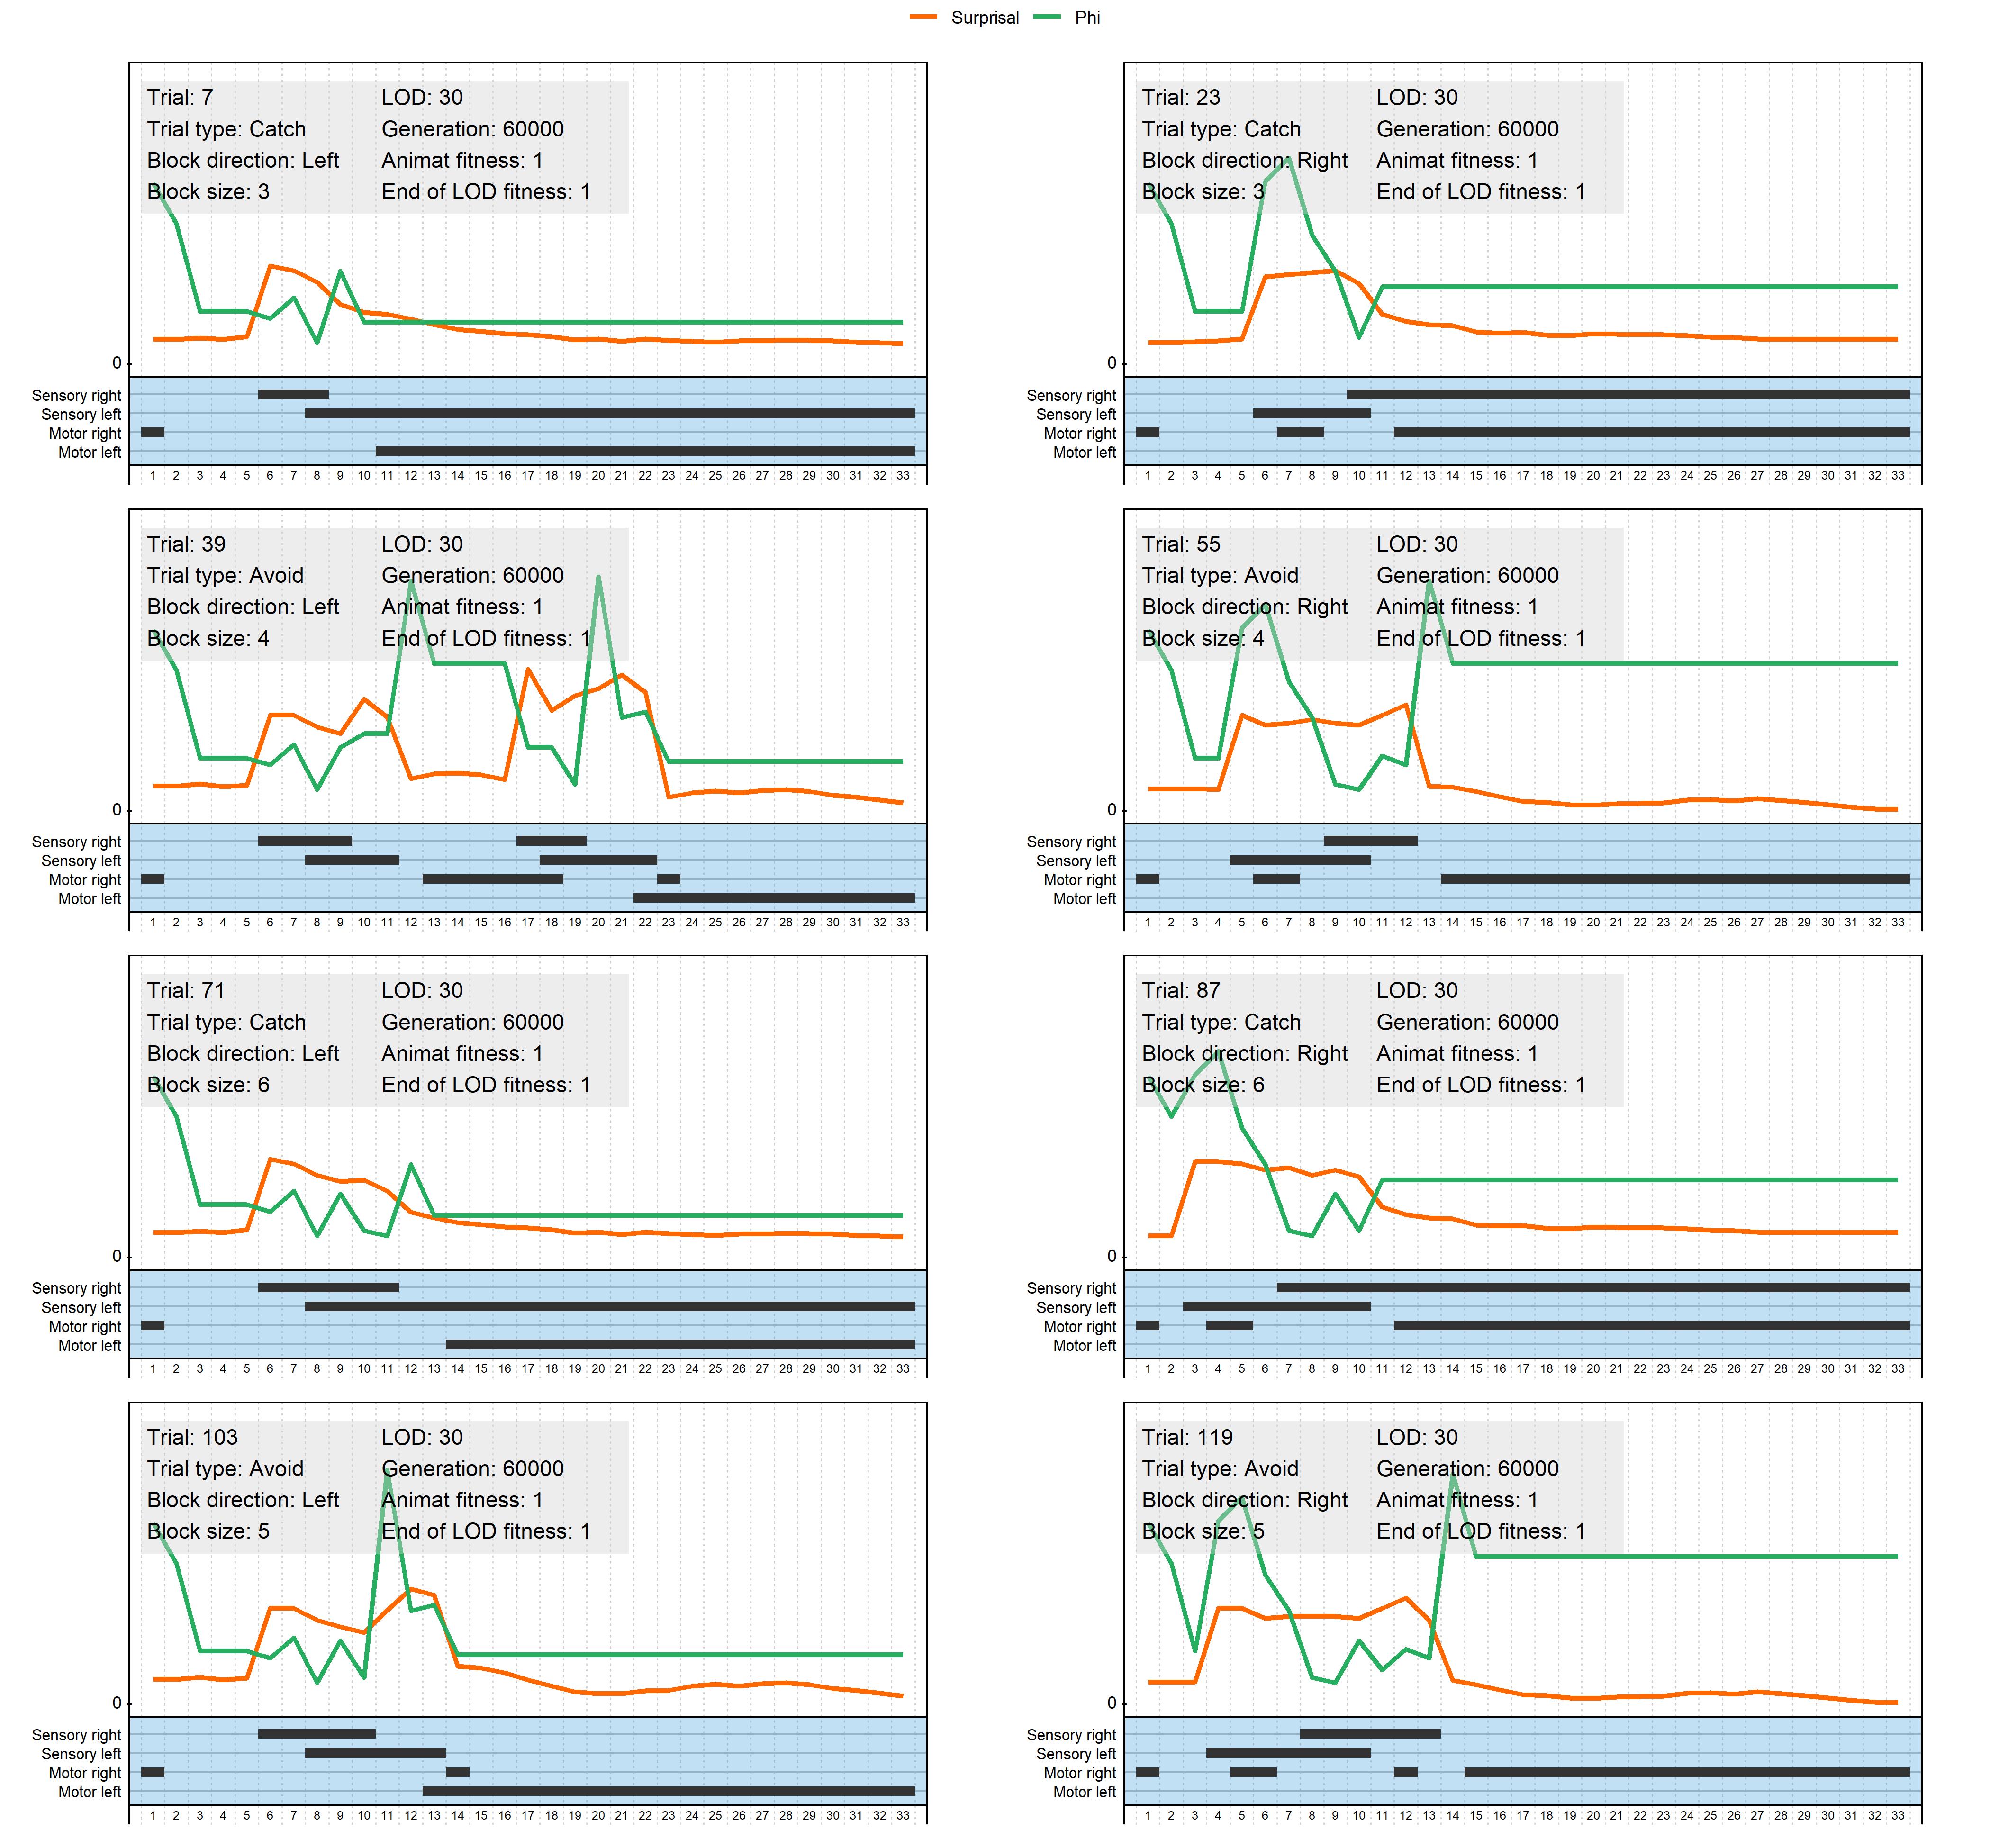 Surprisal Phi
Trial: 7 LOD: 30
Trial type: Catch Generation: 60000
Block direction: Left Animat fitness: 1
Block size: 3 End of LOD fitness: 1
0
Sensory right
Sensory left
Motor right
Motor left
1 2 3 4 5 6 7 8 9 10 11 12 13 14 15 16 17 18 19 20 21 22 23 24 25 26 27 28 29 30 31 32 33
Trial: 23 LOD: 30
Trial type: Catch Generation: 60000
Block direction: Right Animat fitness: 1
Block size: 3 End of LOD fitness: 1
0
Sensory right
Sensory left
Motor right
Motor left
1 2 3 4 5 6 7 8 9 10 11 12 13 14 15 16 17 18 19 20 21 22 23 24 25 26 27 28 29 30 31 32 33
Trial: 39 LOD: 30
Trial type: Avoid Generation: 60000
Block direction: Left Animat fitness: 1
Block size: 4 End of LOD fitness: 1
0
Sensory right
Sensory left
Motor right
Motor left
1 2 3 4 5 6 7 8 9 10 11 12 13 14 15 16 17 18 19 20 21 22 23 24 25 26 27 28 29 30 31 32 33
Trial: 55 LOD: 30
Trial type: Avoid Generation: 60000
Block direction: Right Animat fitness: 1
Block size: 4 End of LOD fitness: 1
0
Sensory right
Sensory left
Motor right
Motor left
1 2 3 4 5 6 7 8 9 10 11 12 13 14 15 16 17 18 19 20 21 22 23 24 25 26 27 28 29 30 31 32 33
Trial: 71 LOD: 30
Trial type: Catch Generation: 60000
Block direction: Left Animat fitness: 1
Block size: 6 End of LOD fitness: 1
0
Sensory right
Sensory left
Motor right
Motor left
1 2 3 4 5 6 7 8 9 10 11 12 13 14 15 16 17 18 19 20 21 22 23 24 25 26 27 28 29 30 31 32 33
Trial: 87 LOD: 30
Trial type: Catch Generation: 60000
Block direction: Right Animat fitness: 1
Block size: 6 End of LOD fitness: 1
0
Sensory right
Sensory left
Motor right
Motor left
1 2 3 4 5 6 7 8 9 10 11 12 13 14 15 16 17 18 19 20 21 22 23 24 25 26 27 28 29 30 31 32 33
Trial: 103 LOD: 30
Trial type: Avoid Generation: 60000
Block direction: Left Animat fitness: 1
Block size: 5 End of LOD fitness: 1
0
Sensory right
Sensory left
Motor right
Motor left
1 2 3 4 5 6 7 8 9 10 11 12 13 14 15 16 17 18 19 20 21 22 23 24 25 26 27 28 29 30 31 32 33
Trial: 119 LOD: 30
Trial type: Avoid Generation: 60000
Block direction: Right Animat fitness: 1
Block size: 5 End of LOD fitness: 1
0
Sensory right
Sensory left
Motor right
Motor left
1 2 3 4 5 6 7 8 9 10 11 12 13 14 15 16 17 18 19 20 21 22 23 24 25 26 27 28 29 30 31 32 33